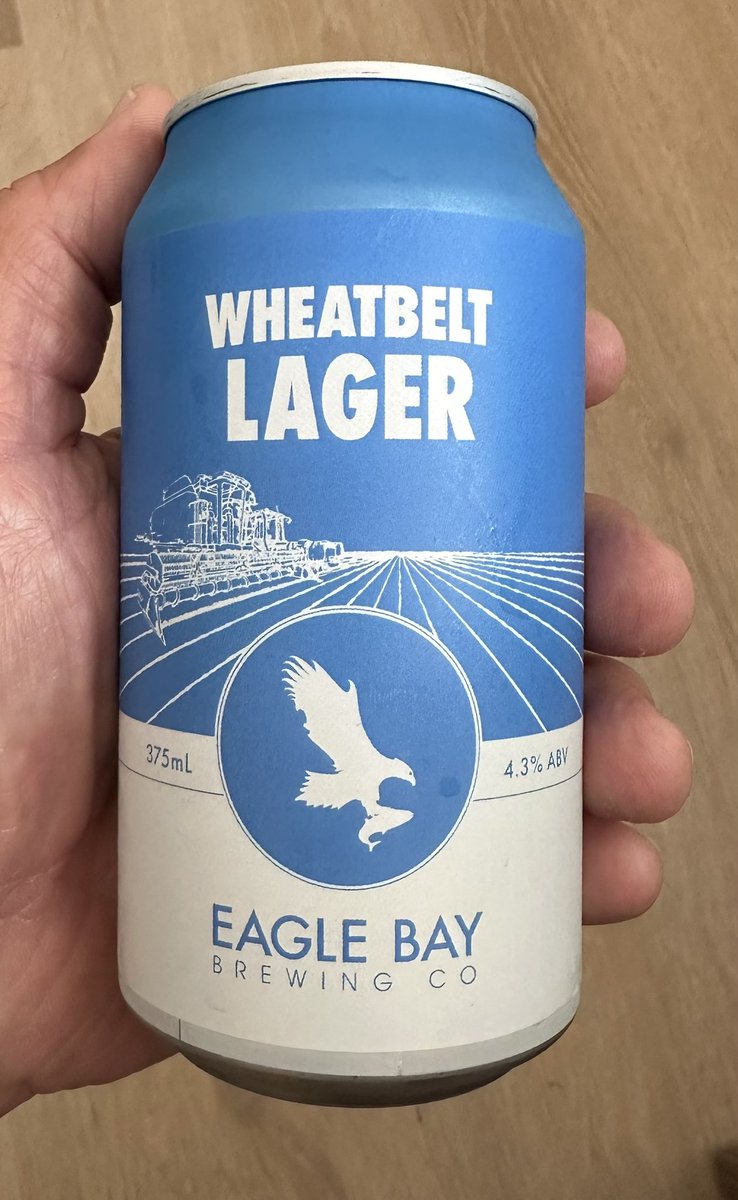 WHEATBELT
LAGER
375mL
4.3% ABV
EAGLE BAY
BREWING CO